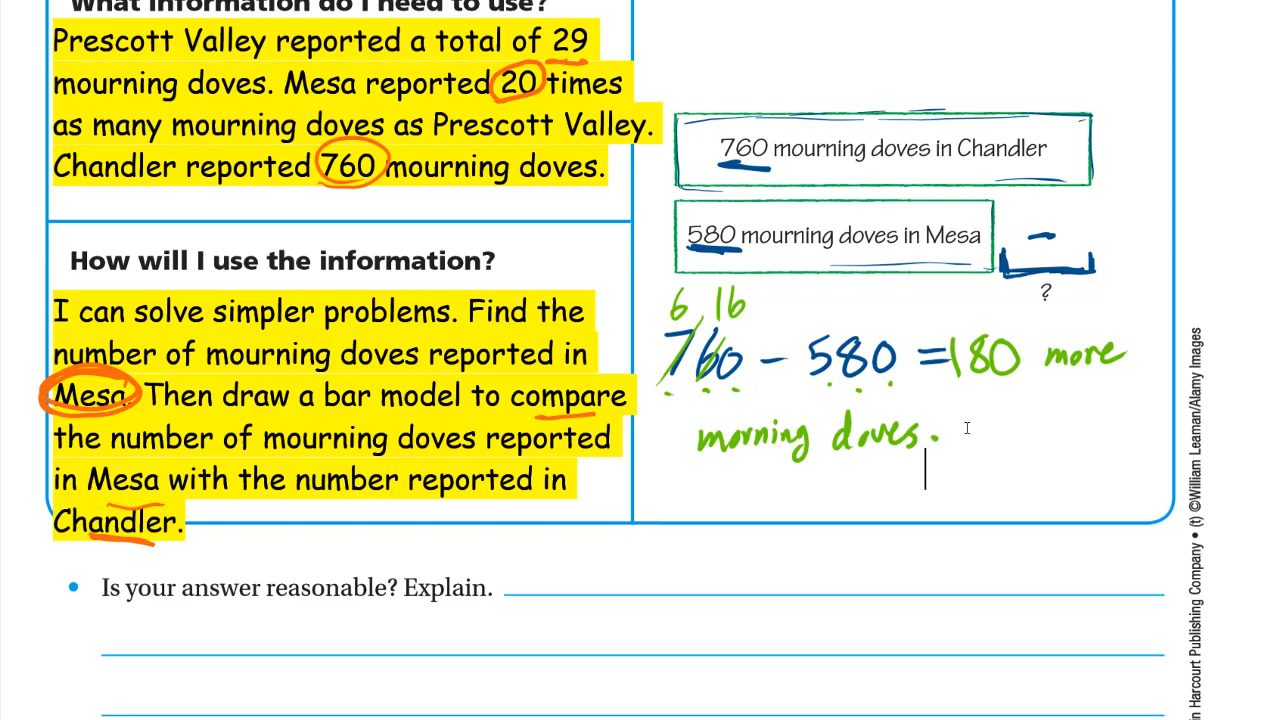 What information do I need to use?
Prescott Valley reported a total of 29
mourning doves. Mesa reported 20 times
as many mourning doves as Prescott Valley.
Chandler reported 760 mourning doves.
How will I use the information?
I can solve simpler problems. Find the
number of mourning doves reported in
Mesa. Then draw a bar model to compare
the number of mourning doves reported
in Mesa with the number reported in
Chandler.
760 mourning doves in Chandler
580 mourning doves in Mesa
-
?
6 16
760 - 580 = 180 more
morning doves.
• Is your answer reasonable? Explain.
in Harcourt Publishing Company • (t) ©William Leaman/Alamy Images